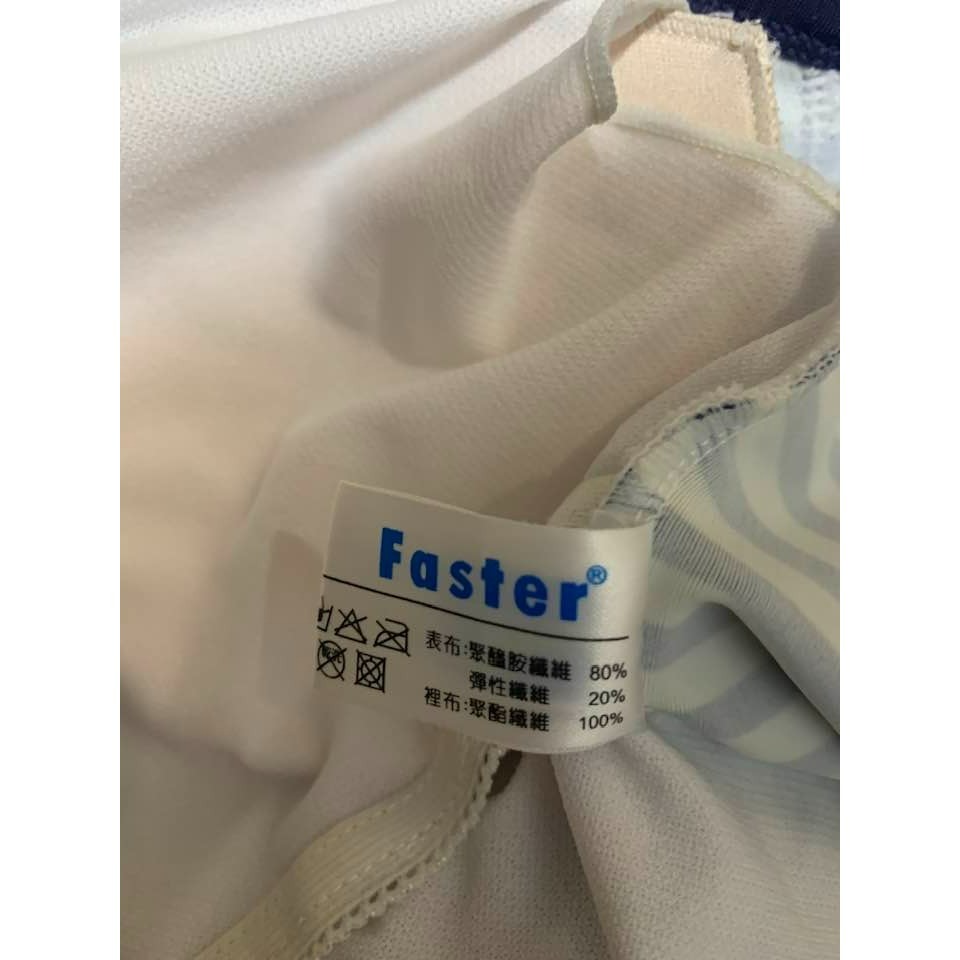 Faster®
表布:聚醯胺纖維 80%
彈性纖維 20%
裡布:聚酯纖維 100%